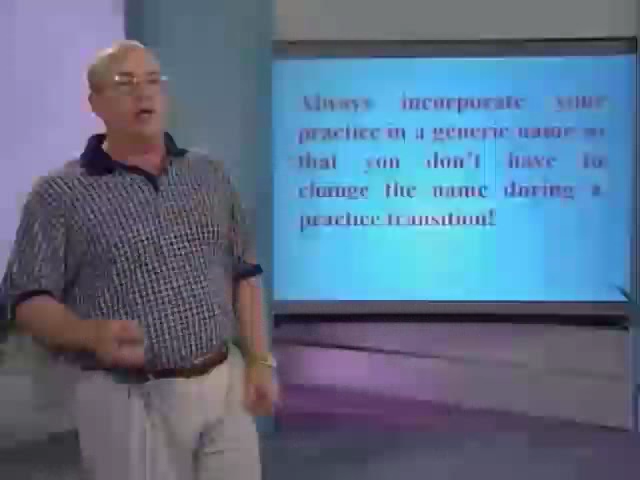 Always incorporate your
practice in a generic name so
that you don't have to
change the name during a
practice transition!